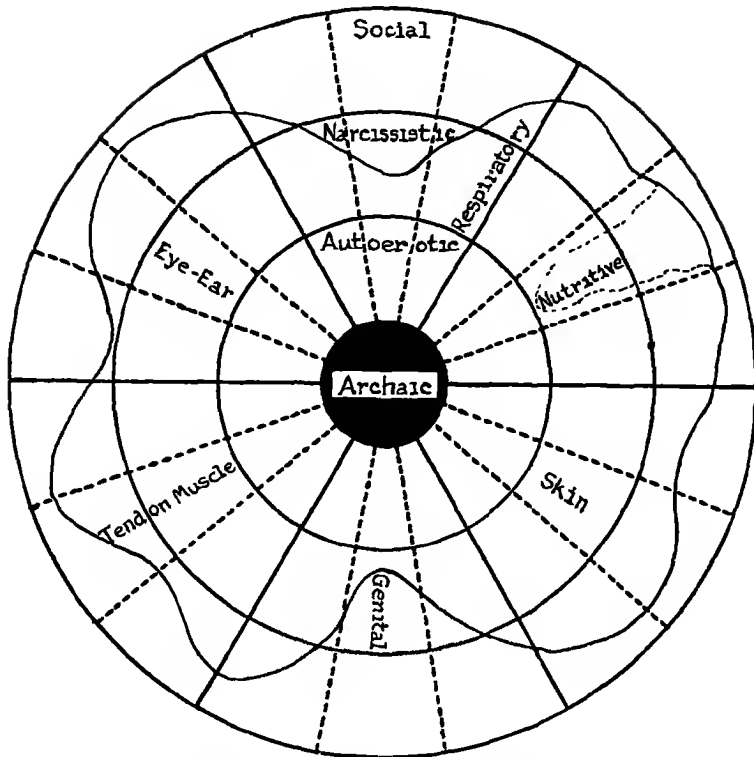 Social
Narcissistic
Respiratory
Autoerotic
Eye-Ear
Nutritive
Archaic
Tendon Muscle
Skin
Genital